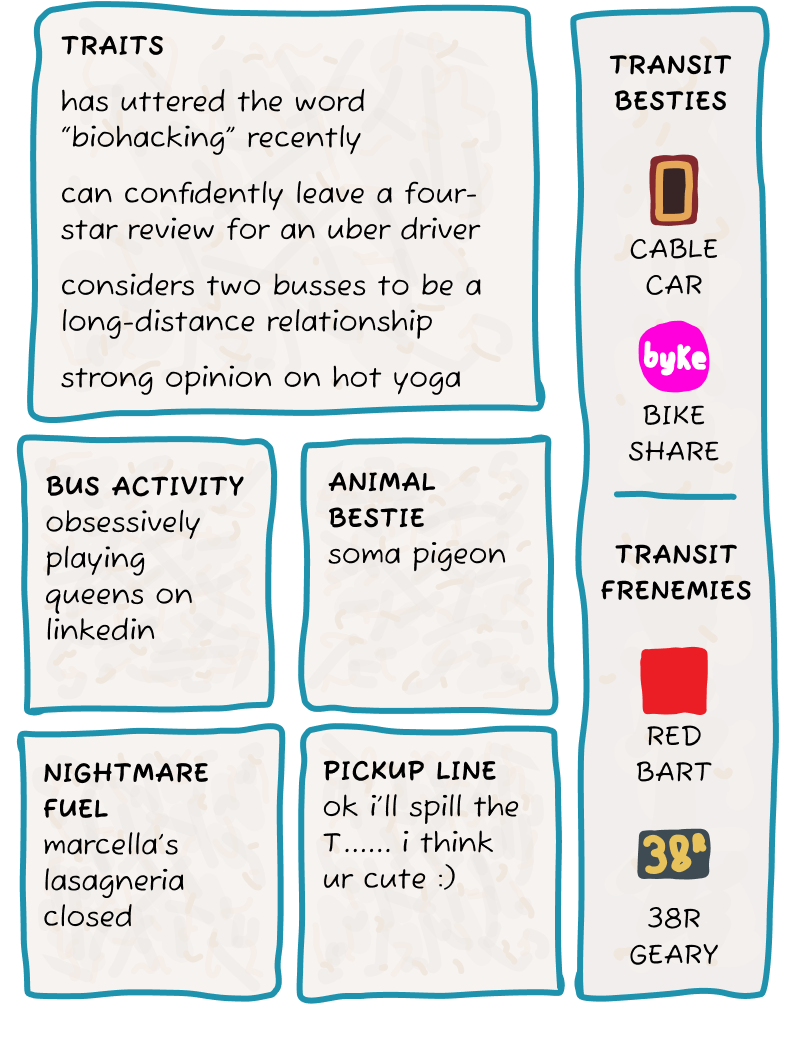 TRAITS
has uttered the word
“biohacking” recently
can confidently leave a four-
star review for an uber driver
considers two busses to be a
long-distance relationship
strong opinion on hot yoga
BUS ACTIVITY
obsessively
playing
queens on
linkedin
ANIMAL
BESTIE
soma pigeon
NIGHTMARE
FUEL
marcella’s
lasagneria
closed
PICKUP LINE
ok i’ll spill the
T...... i think
ur cute :)
TRANSIT
BESTIES
CABLE
CAR
byke
BIKE
SHARE
TRANSIT
FRENEMIES
RED
BART
38R
38R
GEARY